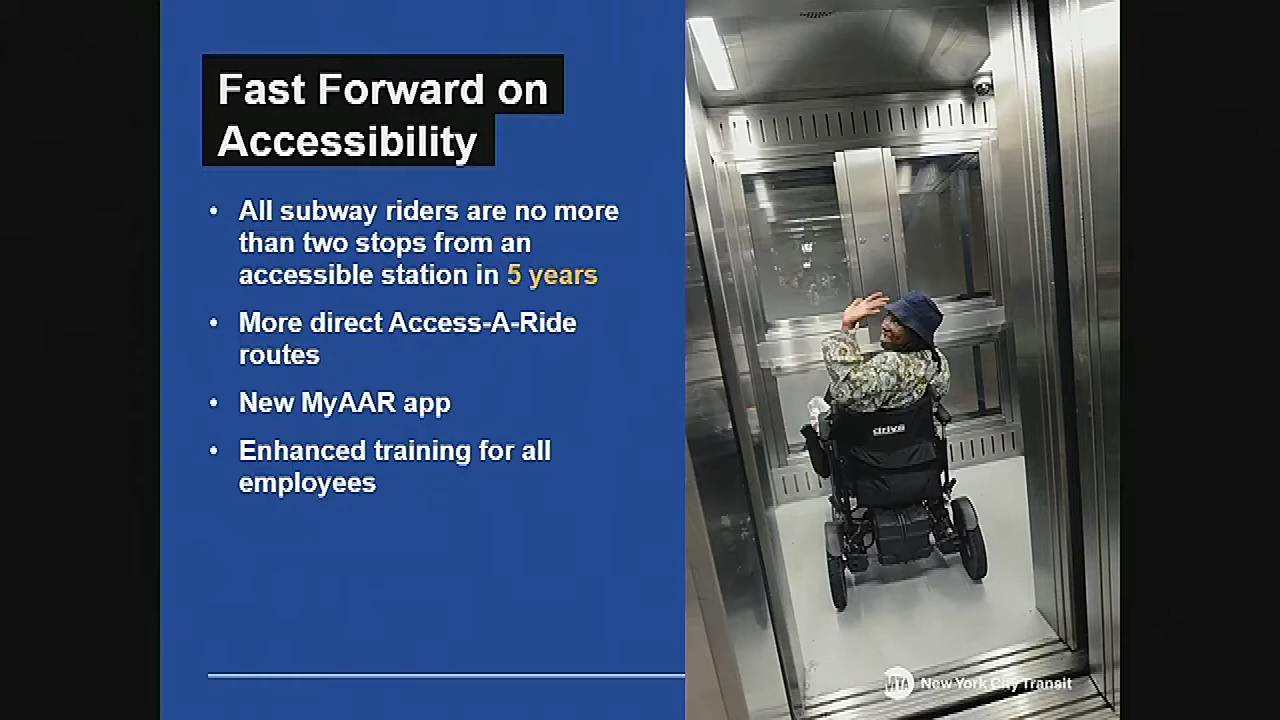 Fast Forward on
Accessibility
• All subway riders are no more
than two stops from an
accessible station in 5 years
• More direct Access-A-Ride
routes
• New MyAAR app
• Enhanced training for all
employees
drive
MTA New York City Transit